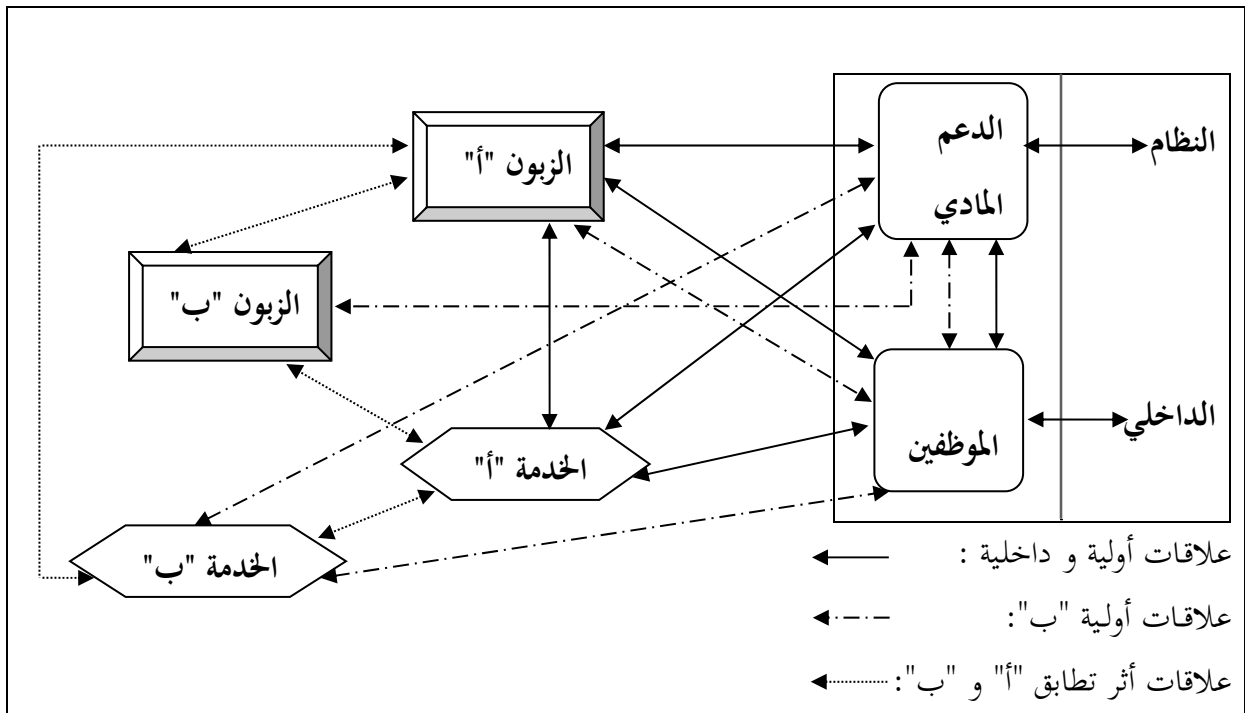 الدعم
المادي
النظام
الزبون "أ"
الزبون "ب"
الموظفين
الداخلي
الخدمة "أ"
الخدمة "ب"
علاقات أولية و داخلية :
علاقات أولية "ب":
علاقات أثر تطابق "أ" و "ب":